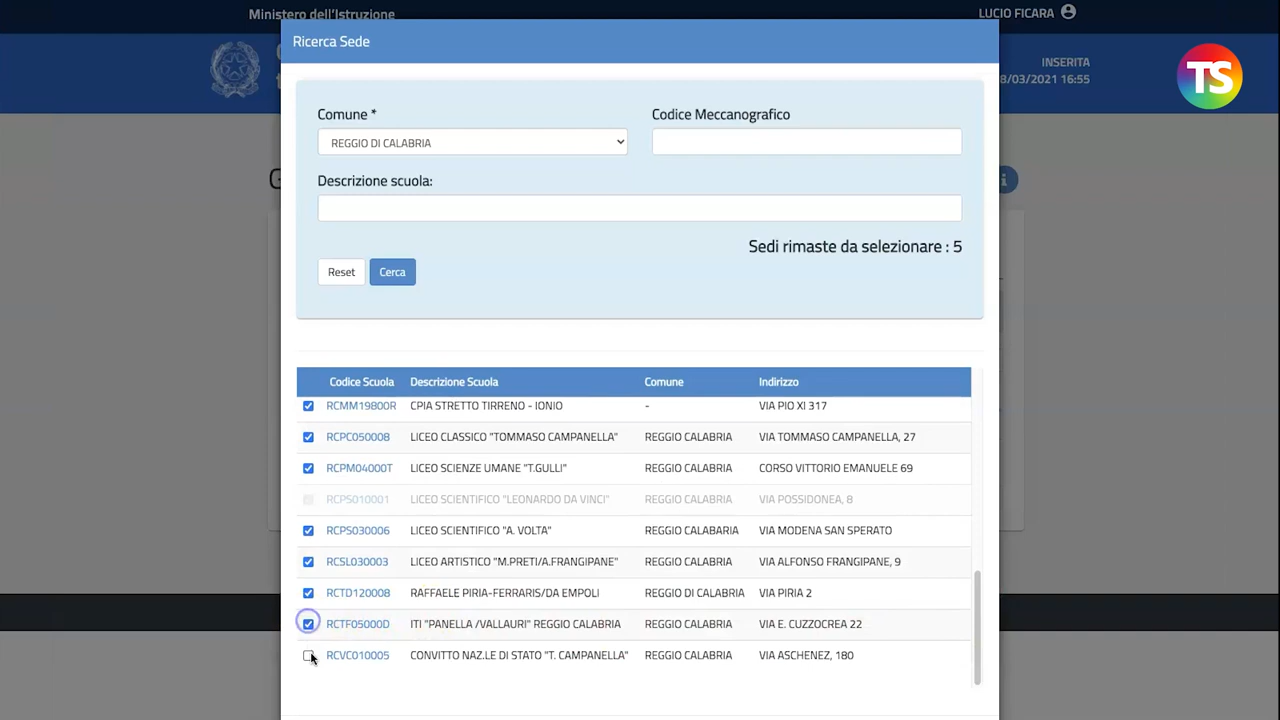 Ministero dell'Istruzione
LUCIO FICARA
Ricerca Sede
INSERITA
8/03/2021 16:55
TS
Comune *
Codice Meccanografico
REGGIO DI CALABRIA
Descrizione scuola:
Sedi rimaste da selezionare : 5
Reset Cerca
Codice Scuola Descrizione Scuola Comune Indirizzo
RCMM19800R CPIA STRETTO TIRRENO - IONIO - VIA PIO XI 317
RCPC050008 LICEO CLASSICO "TOMMASO CAMPANELLA" REGGIO CALABRIA VIA TOMMASO CAMPANELLA, 27
RCPM04000T LICEO SCIENZE UMANE "T.GULLI" REGGIO CALABRIA CORSO VITTORIO EMANUELE 69
RCPS010001 LICEO SCIENTIFICO "LEONARDO DA VINCI" REGGIO CALABRIA VIA POSSIDONEA, 8
RCPS030006 LICEO SCIENTIFICO "A. VOLTA" REGGIO CALABARIA VIA MODENA SAN SPERATO
RCSL030003 LICEO ARTISTICO "M.PRETI/A.FRANGIPANE" REGGIO CALABRIA VIA ALFONSO FRANGIPANE, 9
RCTD120008 RAFFAELE PIRIA-FERRARIS/DA EMPOLI REGGIO DI CALABRIA VIA PIRIA 2
RCTF05000D ITI "PANELLA /VALLAURI" REGGIO CALABRIA REGGIO CALABRIA VIA E. CUZZOCREA 22
RCVC010005 CONVITTO NAZ.LE DI STATO "T. CAMPANELLA" REGGIO CALABRIA VIA ASCHENEZ, 180